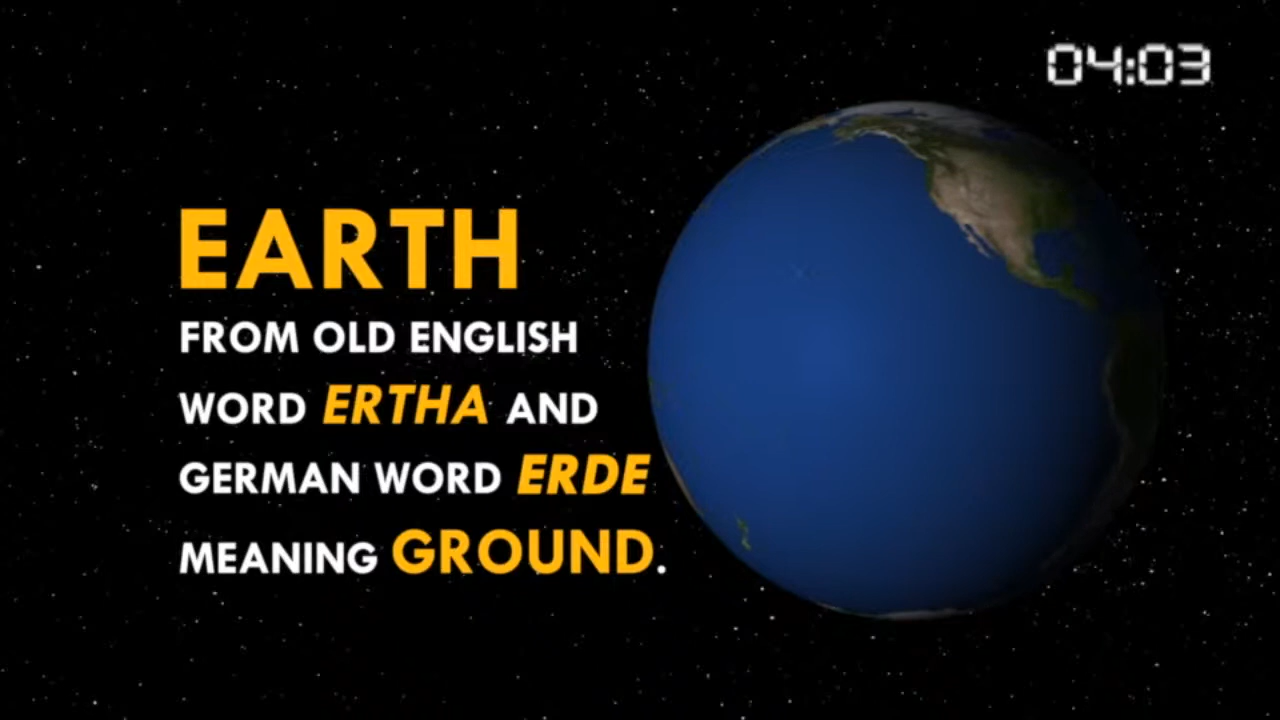 04:03
EARTH
FROM OLD ENGLISH
WORD ERTHA AND
GERMAN WORD ERDE
MEANING GROUND.